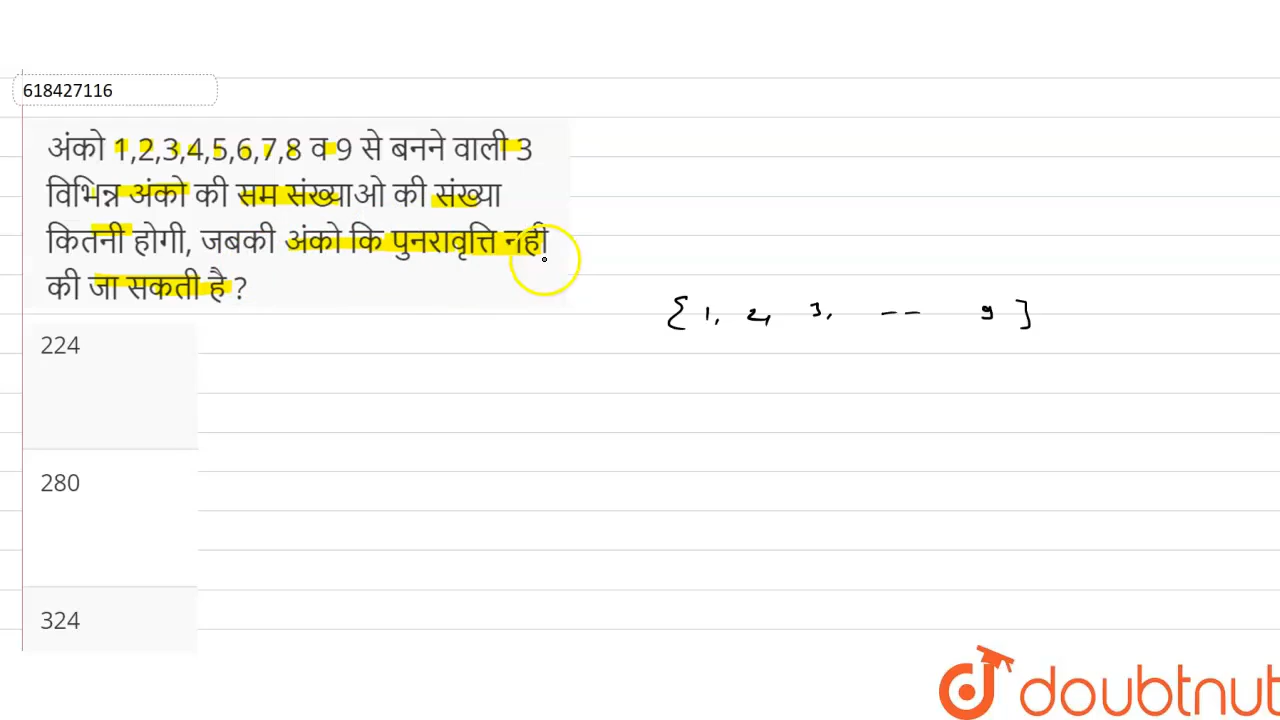 618427116
अंको 1,2,3,4,5,6,7,8 व 9 से बनने वाली 3
विभिन्न अंको की सम संख्याओ की संख्या
कितनी होगी, जबकी अंको कि पुनरावृत्ति नही
की जा सकती है ?
{ 1, 2, 3, -- 9 ]
224
280
324
doubtnut